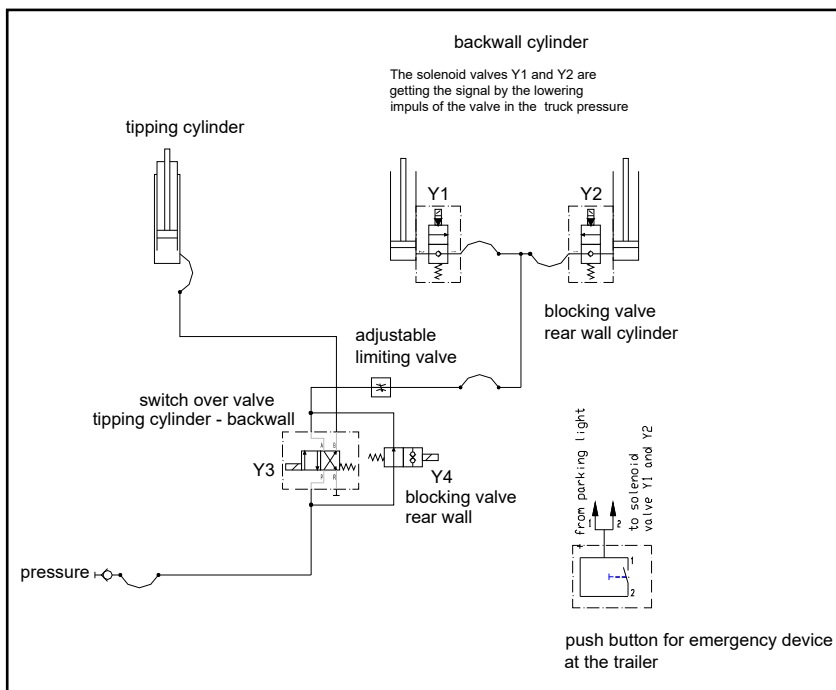 backwall cylinder
The solenoid valves Y1 and Y2 are
getting the signal by the lowering
impuls of the valve in the truck pressure
tipping cylinder
Y1
Y2
blocking valve
rear wall cylinder
adjustable
limiting valve
switch over valve
tipping cylinder - backwall
A
B
Y3
P
R
Y4
blocking valve
rear wall
+ from parking light
to solenoid
valve Y1 and Y2
1
2
1
2
pressure
push button for emergency device
at the trailer